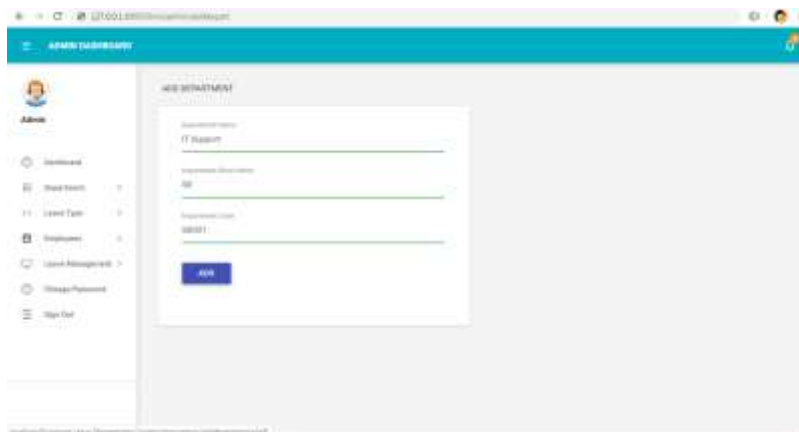 ADMIN DASHBOARD
ADD DEPARTMENT
Admin
Department Name
IT Support
Dashboard
Department
Leave Type
Employees
Leave Management
Change Password
Sign Out
Department Short Name
Department Code
ADD